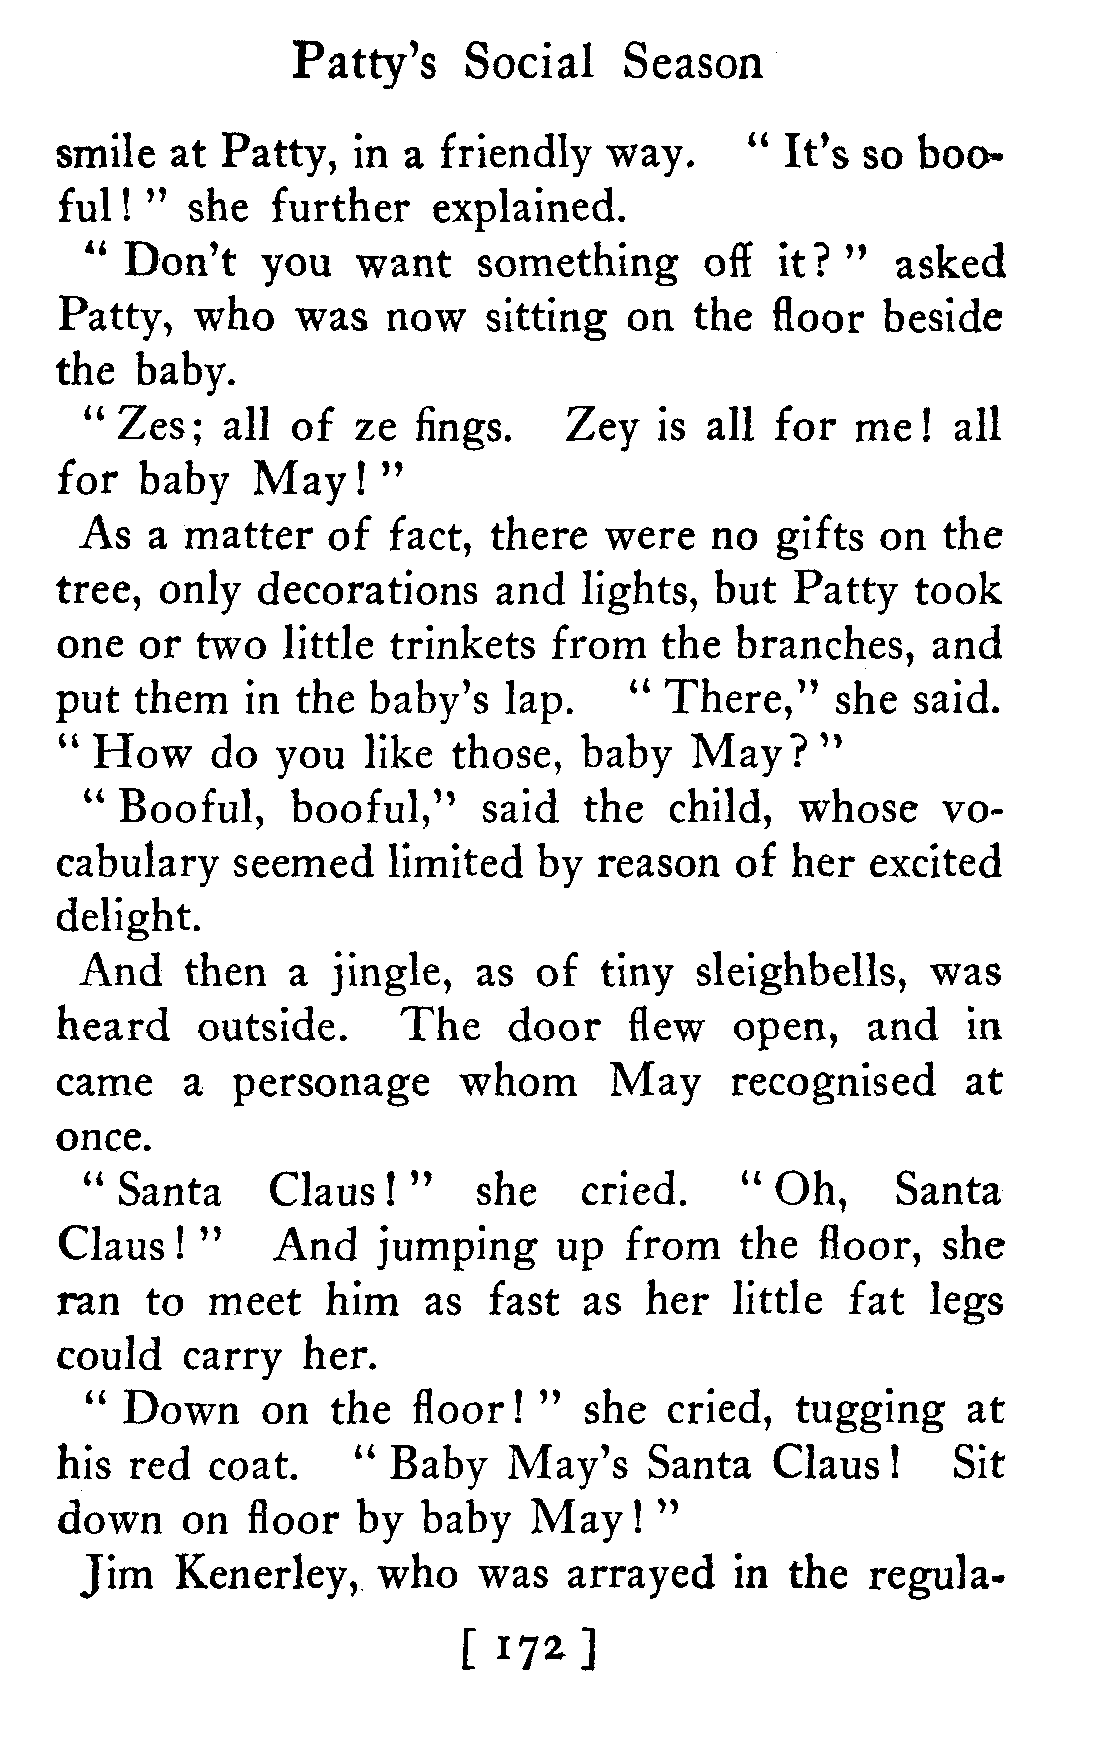 Patty's Social Season
smile at Patty, in a friendly way. " It's so boo-
ful! " she further explained.
" Don't you want something off it? " asked
Patty, who was now sitting on the floor beside
the baby.
" Zes; all of ze fings. Zey is all for me! all
for baby May! "
As a matter of fact, there were no gifts on the
tree, only decorations and lights, but Patty took
one or two little trinkets from the branches, and
put them in the baby's lap. " There," she said.
" How do you like those, baby May? "
" Booful, booful," said the child, whose vo-
cabulary seemed limited by reason of her excited
delight.
And then a jingle, as of tiny sleighbells, was
heard outside. The door flew open, and in
came a personage whom May recognised at
once.
" Santa Claus! " she cried. " Oh, Santa
Claus! " And jumping up from the floor, she
ran to meet him as fast as her little fat legs
could carry her.
" Down on the floor! " she cried, tugging at
his red coat. " Baby May's Santa Claus! Sit
down on floor by baby May! "
Jim Kenerley, who was arrayed in the regula-
[ 172 ]